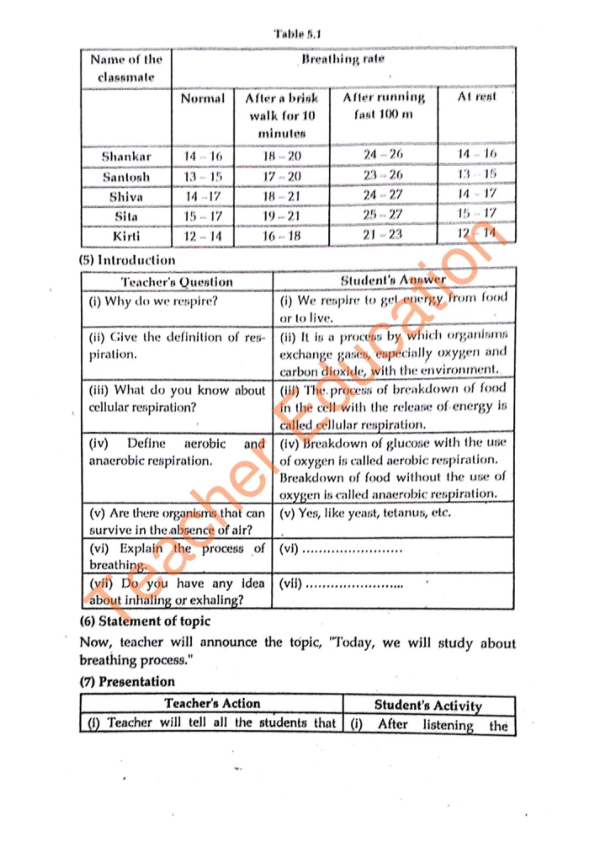 Table 5.1
Name of the Breathing rate
classmate
Normal After a brisk After running At rest
walk for 10 fast 100 m
minutes
Shankar 14 – 16 18 – 20 24 – 26 14 – 16
Santosh 13 – 15 17 – 20 23 – 26 13 – 15
Shiva 14 –17 18 – 21 24 – 27 14 – 17
Sita 15 – 17 19 – 21 25 – 27 15 – 17
Kirti 12 – 14 16 – 18 21 – 23 12 – 14
(5) Introduction
Teacher's Question Student's Answer
(i) Why do we respire? (i) We respire to get energy from food
or to live.
(ii) Give the definition of res- (ii) It is a process by which organisms
piration. exchange gases, especially oxygen and
carbon dioxide, with the environment.
(iii) What do you know about (iii) The process of breakdown of food
cellular respiration? in the cell with the release of energy is
called cellular respiration.
(iv) Define aerobic and (iv) Breakdown of glucose with the use
anaerobic respiration. of oxygen is called aerobic respiration.
Breakdown of food without the use of
oxygen is called anaerobic respiration.
(v) Are there organisms that can (v) Yes, like yeast, tetanus, etc.
survive in the absence of air?
(vi) Explain the process of (vi) ..........................
breathing.
(vii) Do you have any idea (vii) .........................
about inhaling or exhaling?
(6) Statement of topic
Now, teacher will announce the topic, "Today, we will study about
breathing process."
(7) Presentation
Teacher's Action Student's Activity
(i) Teacher will tell all the students that (i) After listening the
Teacher Education